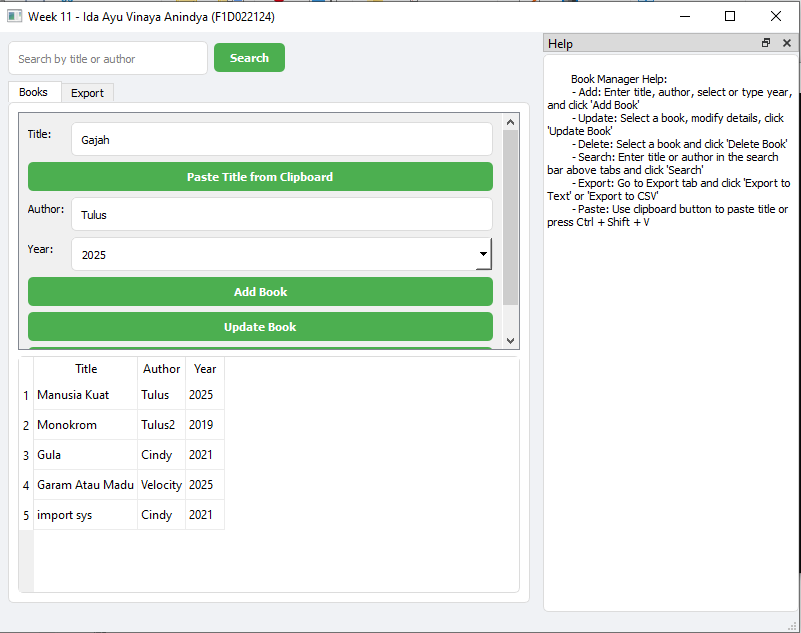 Week 11 - Ida Ayu Vinaya Anindya (F1D022124)
Search by title or author
Search
Books
Export
Title:
Gajah
Paste Title from Clipboard
Author:
Tulus
Year:
2025
Add Book
Update Book
Title Author Year
1 Manusia Kuat Tulus 2025
2 Monokrom Tulus2 2019
3 Gula Cindy 2021
4 Garam Atau Madu Velocity 2025
5 import sys Cindy 2021
Help
Book Manager Help:
- Add: Enter title, author, select or type year,
and click 'Add Book'
- Update: Select a book, modify details, click
'Update Book'
- Delete: Select a book and click 'Delete Book'
- Search: Enter title or author in the search
bar above tabs and click 'Search'
- Export: Go to Export tab and click 'Export to
Text' or 'Export to CSV'
- Paste: Use clipboard button to paste title or
press Ctrl + Shift + V